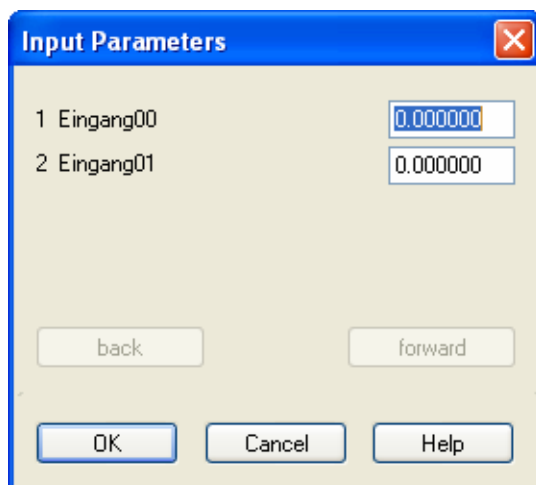 Input Parameters
1 Eingang00 0.000000
2 Eingang01 0.000000
back forward
OK Cancel Help